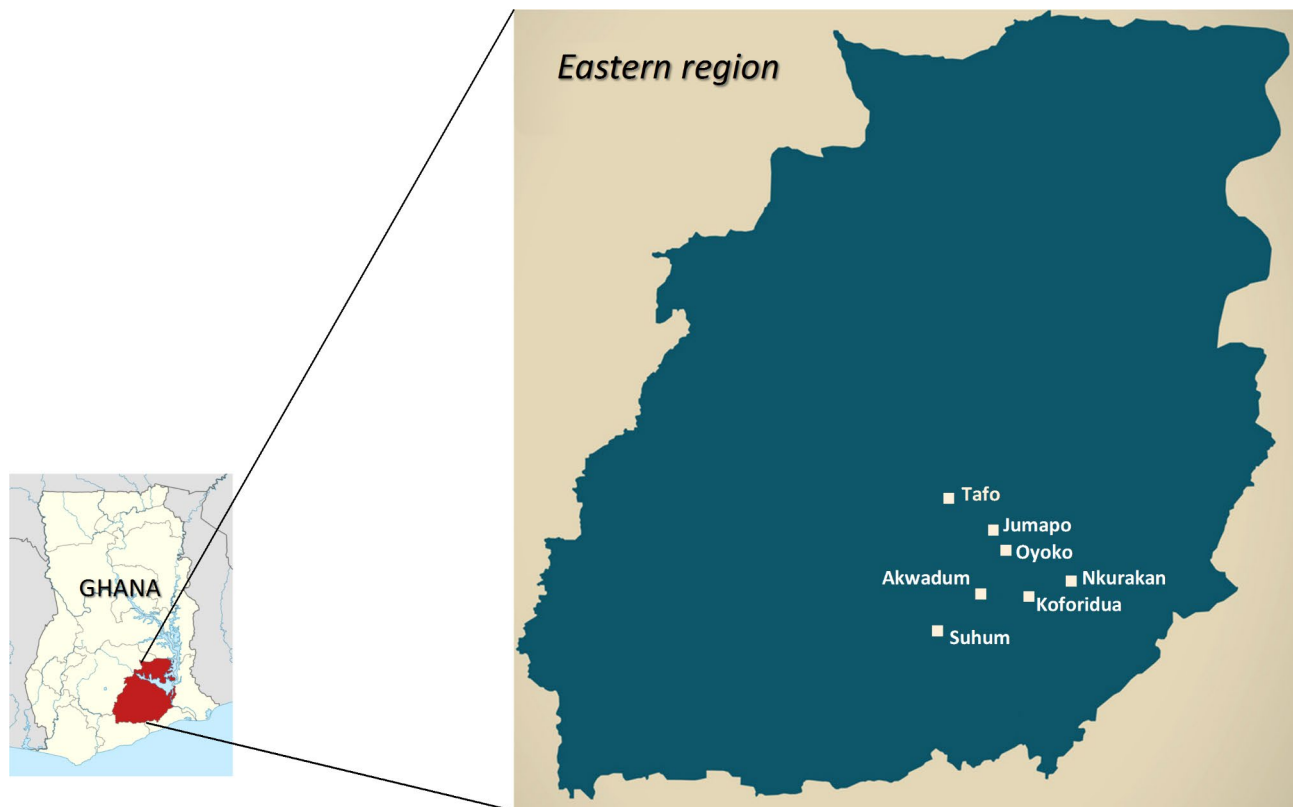 Eastern region
Tafo
Jumapo
Oyoko
Akwadum
Nkurakan
Koforidua
Suhum
GHANA